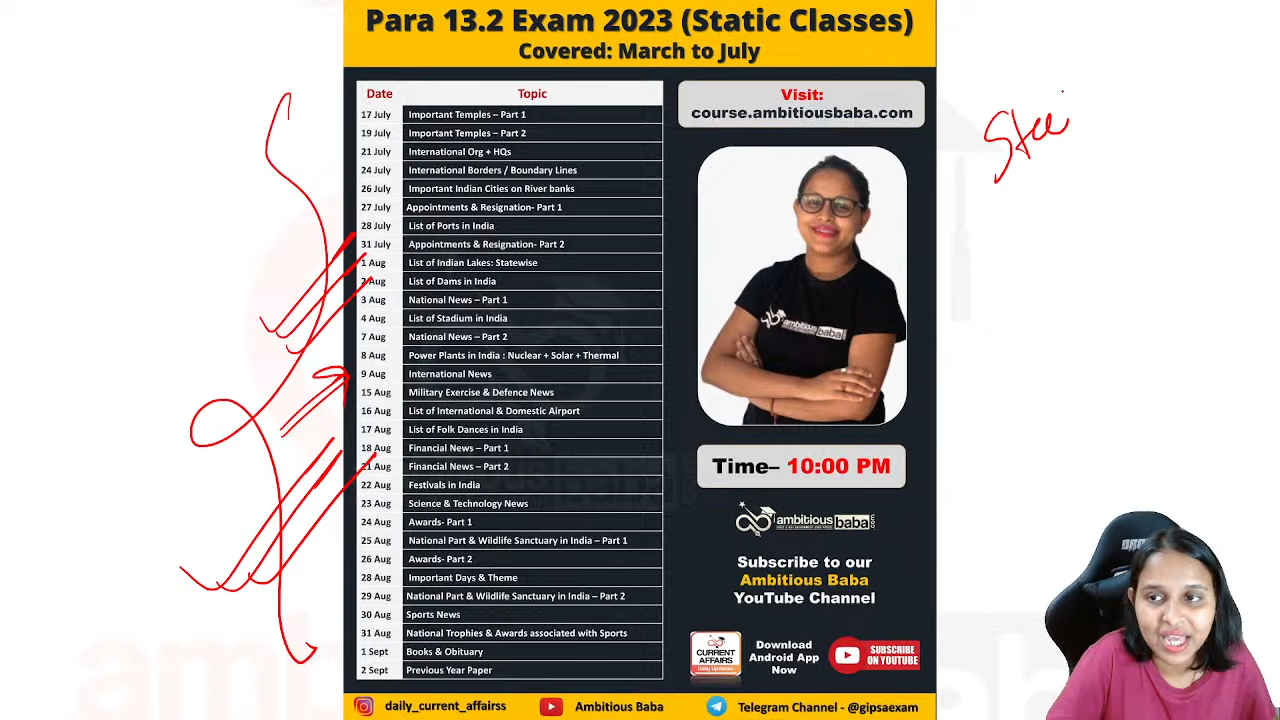 Para 13.2 Exam 2023 (Static Classes)
Covered: March to July
Date Topic
17 July Important Temples – Part 1
19 July Important Temples – Part 2
21 July International Org + HQs
24 July International Borders / Boundary Lines
26 July Important Indian Cities on River banks
27 July Appointments & Resignation- Part 1
28 July List of Ports in India
31 July Appointments & Resignation- Part 2
1 Aug List of Indian Lakes: Statewise
2 Aug List of Dams in India
3 Aug National News – Part 1
4 Aug List of Stadium in India
7 Aug National News – Part 2
8 Aug Power Plants in India : Nuclear + Solar + Thermal
9 Aug International News
15 Aug Military Exercise & Defence News
16 Aug List of International & Domestic Airport
17 Aug List of Folk Dances in India
18 Aug Financial News – Part 1
21 Aug Financial News – Part 2
22 Aug Festivals in India
23 Aug Science & Technology News
24 Aug Awards- Part 1
25 Aug National Part & Wildlife Sanctuary in India – Part 1
26 Aug Awards- Part 2
28 Aug Important Days & Theme
29 Aug National Part & Wildlife Sanctuary in India – Part 2
30 Aug Sports News
31 Aug National Trophies & Awards associated with Sports
1 Sept Books & Obituary
2 Sept Previous Year Paper
Visit:
course.ambitiousbaba.com
ambitiousbaba
Time– 10:00 PM
ambitiousbaba.com
Subscribe to our
Ambitious Baba
YouTube Channel
CURRENT
AFFAIRS
Daily Updates
Download
Android App
Now
SUBSCRIBE
ON YOUTUBE
daily_current_affairss
Ambitious Baba
Telegram Channel - @gipsaexam